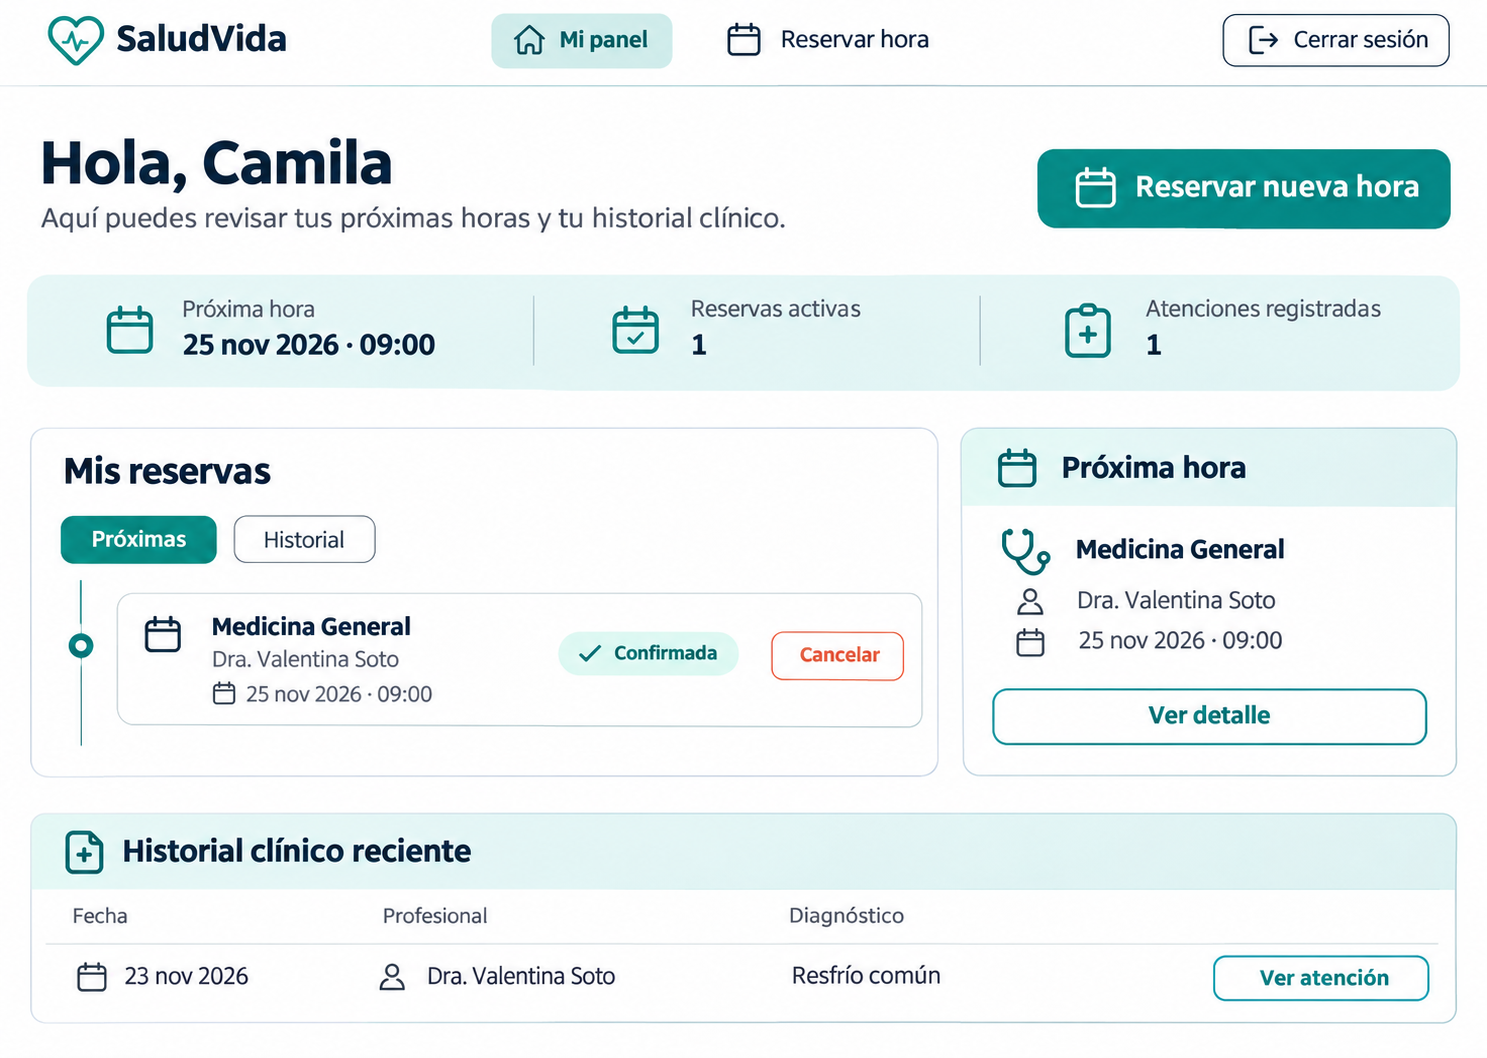 SaludVida
Mi panel
Reservar hora
Cerrar sesión
Hola, Camila
Aquí puedes revisar tus próximas horas y tu historial clínico.
Reservar nueva hora
Próxima hora
25 nov 2026 · 09:00
Reservas activas
1
Atenciones registradas
1
Mis reservas
Próximas
Historial
Medicina General
Dra. Valentina Soto
25 nov 2026 · 09:00
Confirmada
Cancelar
Próxima hora
Medicina General
Dra. Valentina Soto
25 nov 2026 · 09:00
Ver detalle
Historial clínico reciente
Fecha
Profesional
Diagnóstico
23 nov 2026
Dra. Valentina Soto
Resfrío común
Ver atención